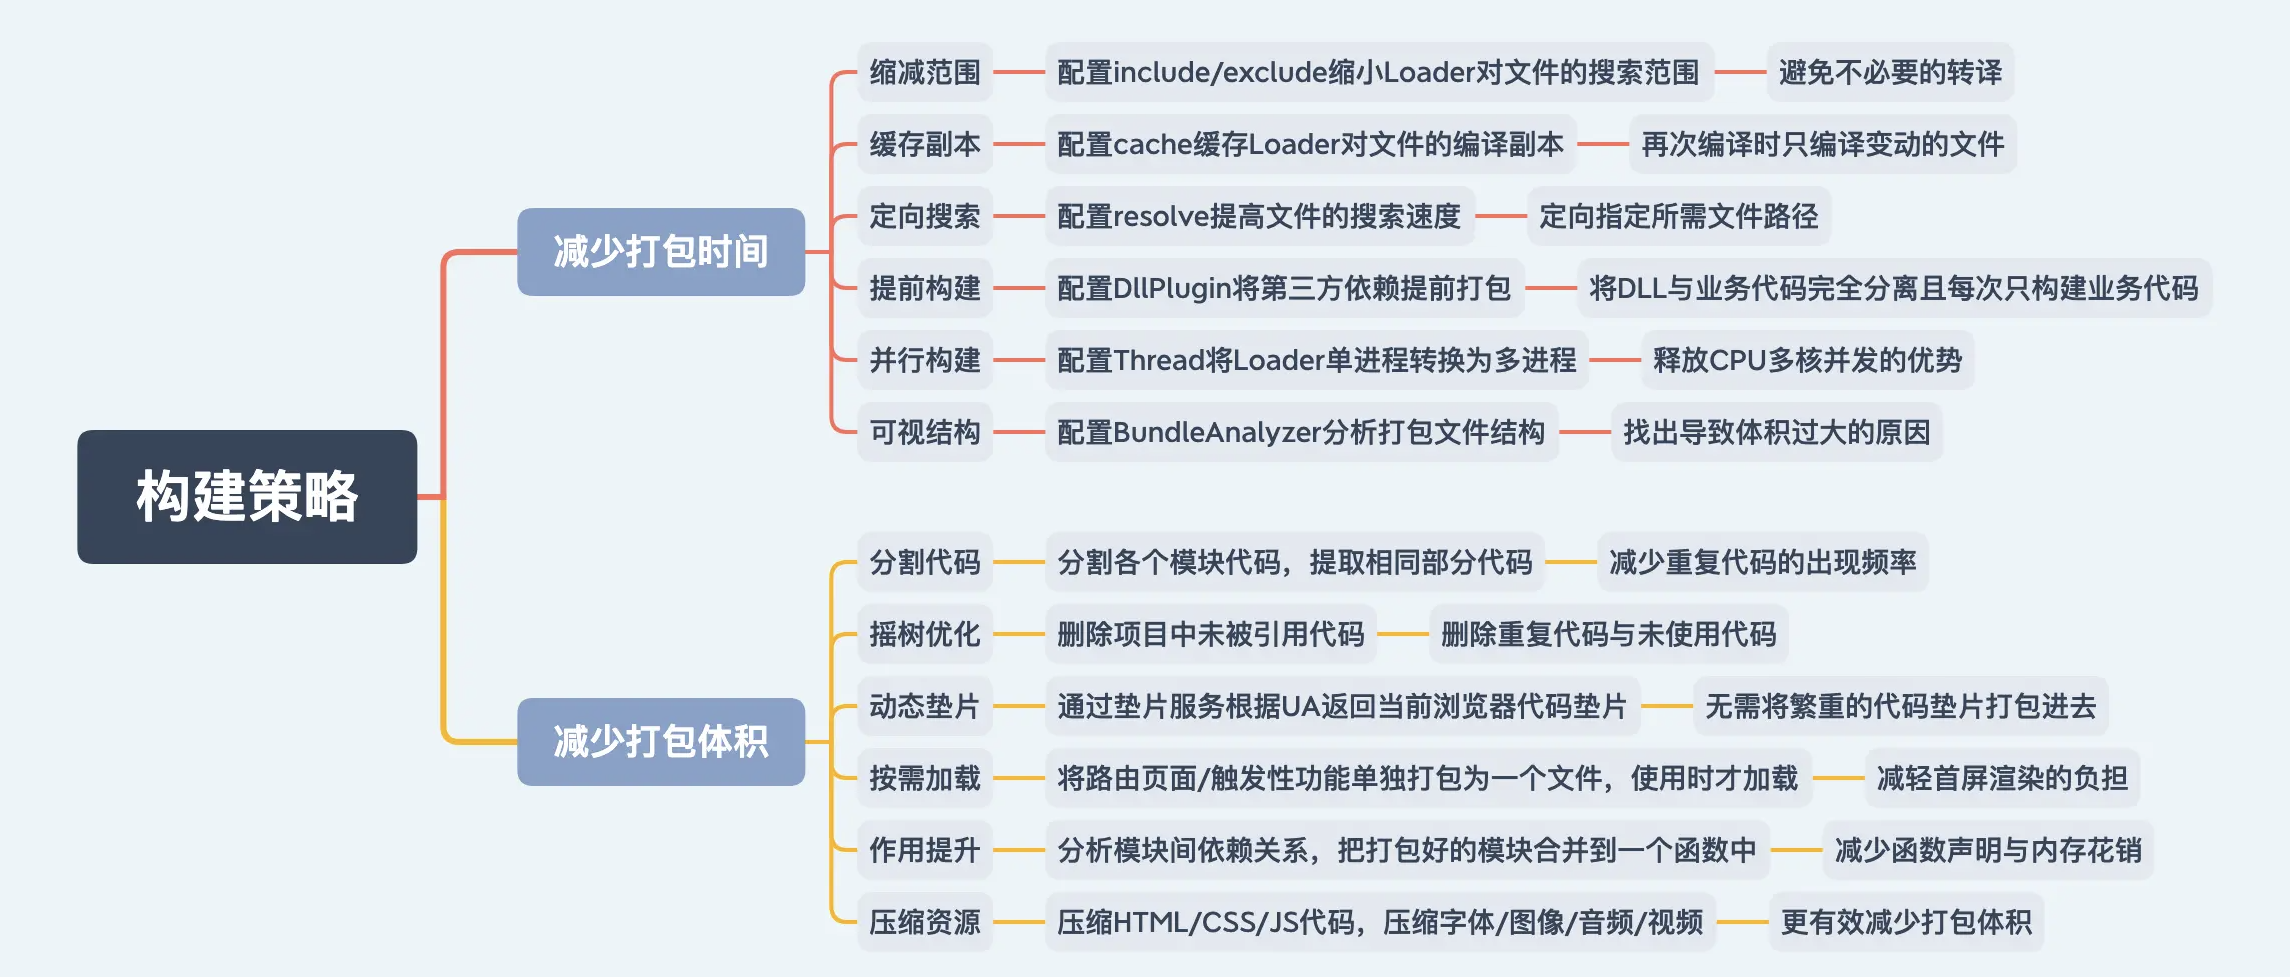 构建策略
减少打包时间
缩减范围
配置include/exclude缩小Loader对文件的搜索范围
避免不必要的转译
缓存副本
配置cache缓存Loader对文件的编译副本
再次编译时只编译变动的文件
定向搜索
配置resolve提高文件的搜索速度
定向指定所需文件路径
提前构建
配置DllPlugin将第三方依赖提前打包
将DLL与业务代码完全分离且每次只构建业务代码
并行构建
配置Thread将Loader单进程转换为多进程
释放CPU多核并发的优势
可视结构
配置BundleAnalyzer分析打包文件结构
找出导致体积过大的原因
减少打包体积
分割代码
分割各个模块代码，提取相同部分代码
减少重复代码的出现频率
摇树优化
删除项目中未被引用代码
删除重复代码与未使用代码
动态垫片
通过垫片服务根据UA返回当前浏览器代码垫片
无需将繁重的代码垫片打包进去
按需加载
将路由页面/触发性功能单独打包为一个文件，使用时才加载
减轻首屏渲染的负担
作用提升
分析模块间依赖关系，把打包好的模块合并到一个函数中
减少函数声明与内存花销
压缩资源
压缩HTML/CSS/JS代码，压缩字体/图像/音频/视频
更有效减少打包体积